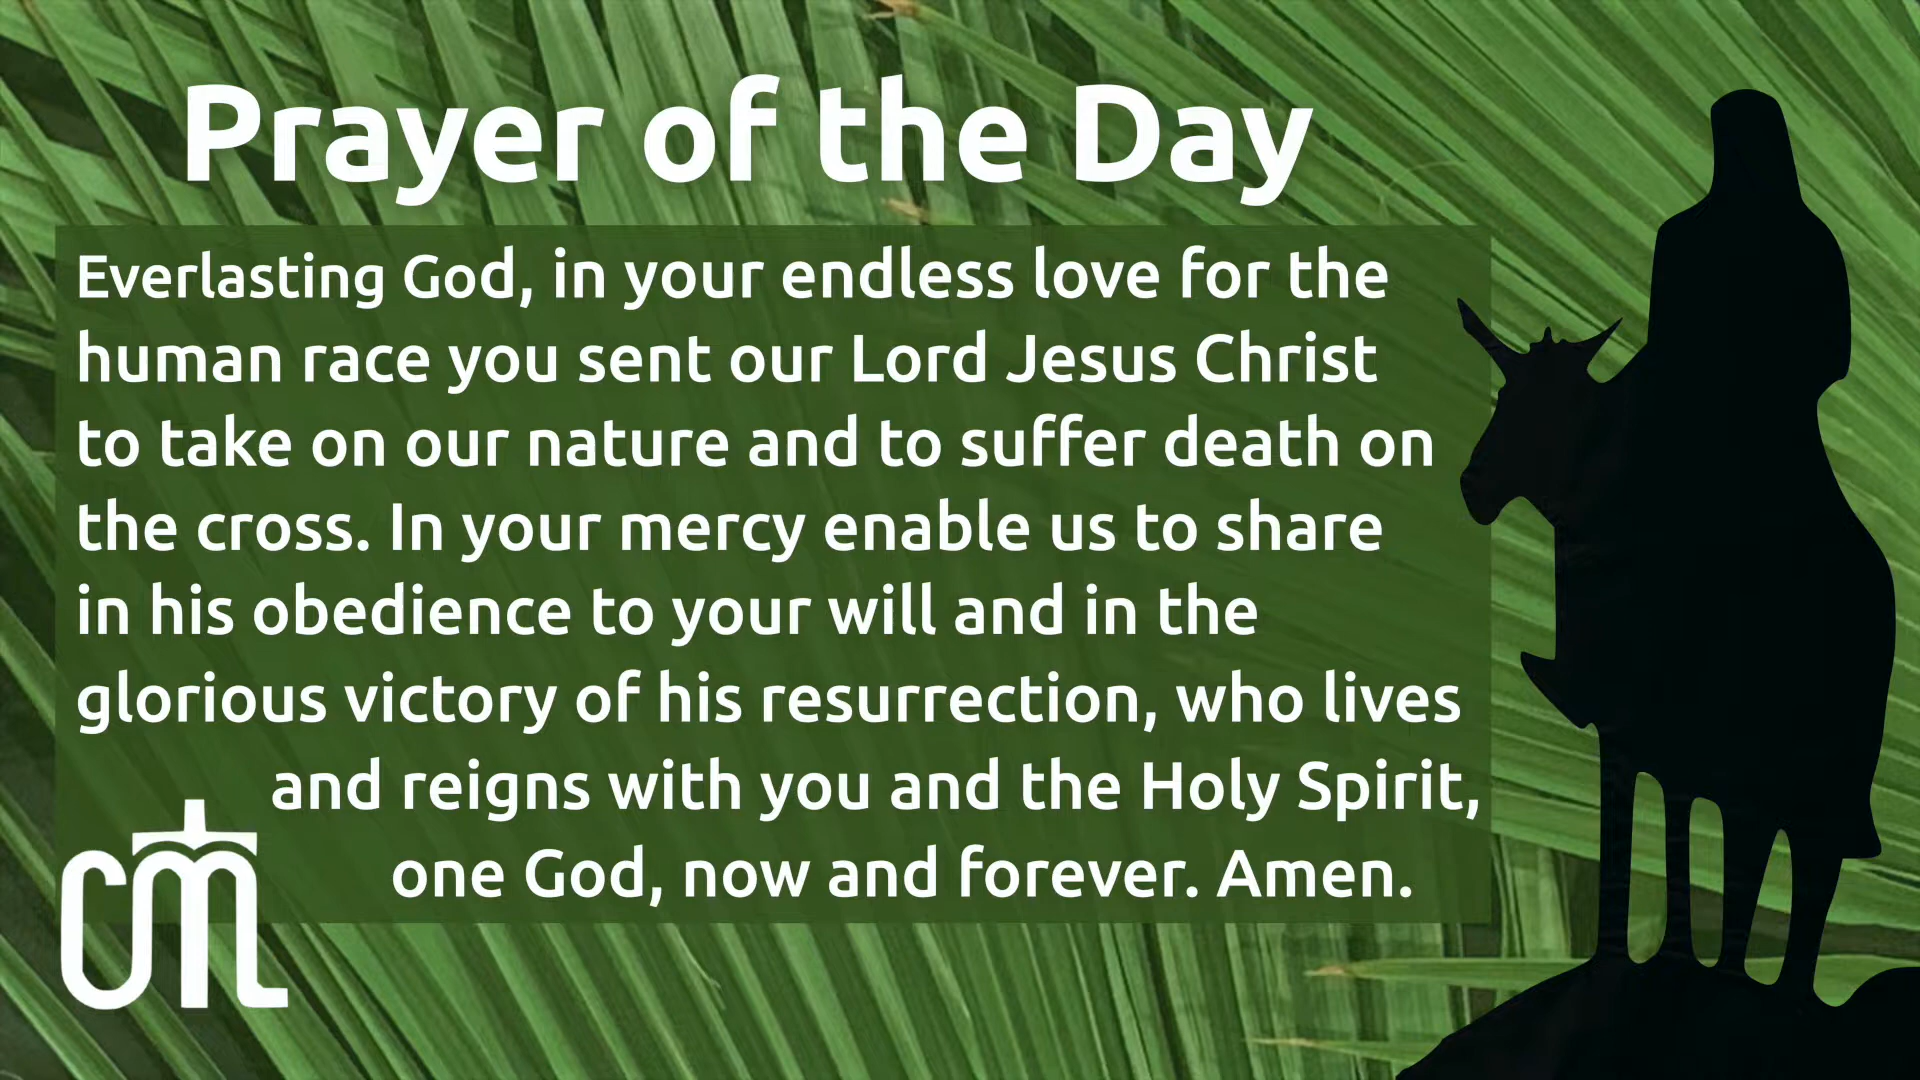 Prayer of the Day
Everlasting God, in your endless love for the
human race you sent our Lord Jesus Christ
to take on our nature and to suffer death on
the cross. In your mercy enable us to share
in his obedience to your will and in the
glorious victory of his resurrection, who lives
and reigns with you and the Holy Spirit,
one God, now and forever. Amen.